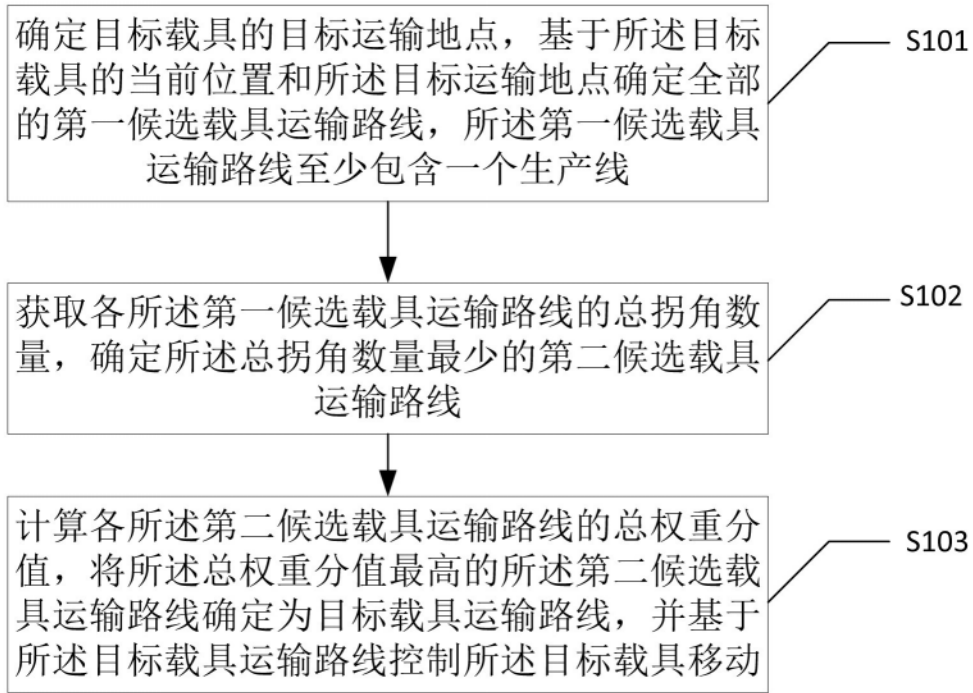 确定目标载具的目标运输地点，基于所述目标
载具的当前位置和所述目标运输地点确定全部
的第一候选载具运输路线，所述第一候选载具
运输路线至少包含一个生产线
S101
获取各所述第一候选载具运输路线的总拐角数
量，确定所述总拐角数量最少的第二候选载具
运输路线
S102
计算各所述第二候选载具运输路线的总权重分
值，将所述总权重分值最高的所述第二候选载
具运输路线确定为目标载具运输路线，并基于
所述目标载具运输路线控制所述目标载具移动
S103